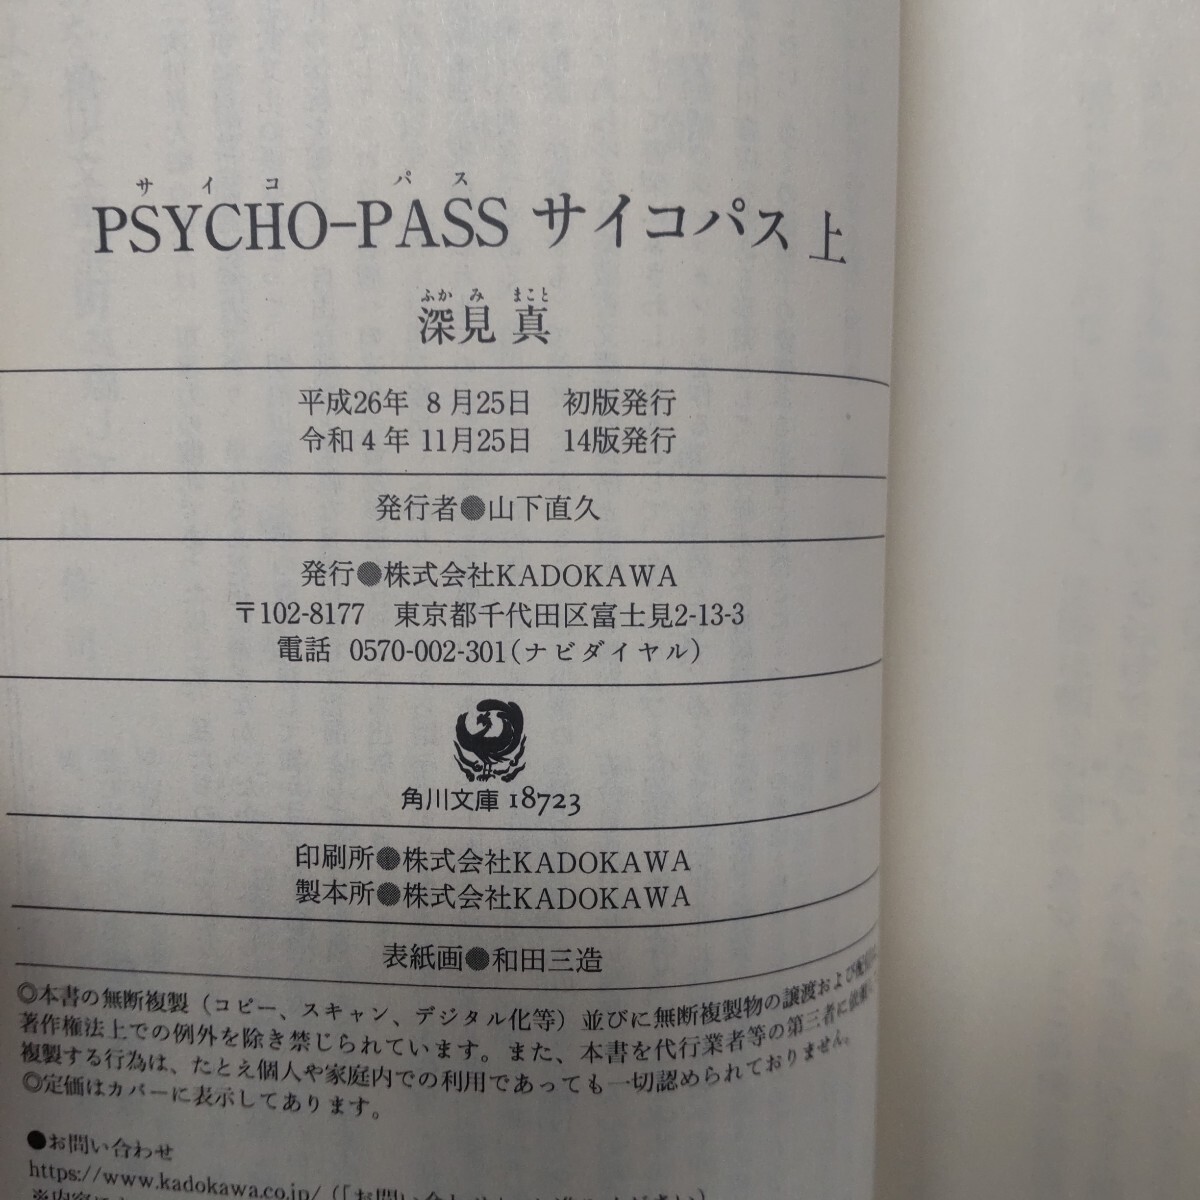 サイコ パス
PSYCHO-PASS サイコパス 上
ふかみ まこと
深見 真
平成26年 8月25日 初版発行
令和4年 11月25日 14版発行
発行者●山下直久
発行●株式会社KADOKAWA
〒102-8177 東京都千代田区富士見2-13-3
電話 0570-002-301(ナビダイヤル)
角川文庫 18723
印刷所●株式会社KADOKAWA
製本所●株式会社KADOKAWA
表紙画●和田三造
◎本書の無断複製(コピー、スキャン、デジタル化等)並びに無断複製物の譲渡および配信は、
著作権法上での例外を除き禁じられています。また、本書を代行業者等の第三者に依頼して
複製する行為は、たとえ個人や家庭内での利用であっても一切認められておりません。
◎定価はカバーに表示してあります。
●お問い合わせ
https://www.kadokawa.co.jp/(「お問い合わせ」